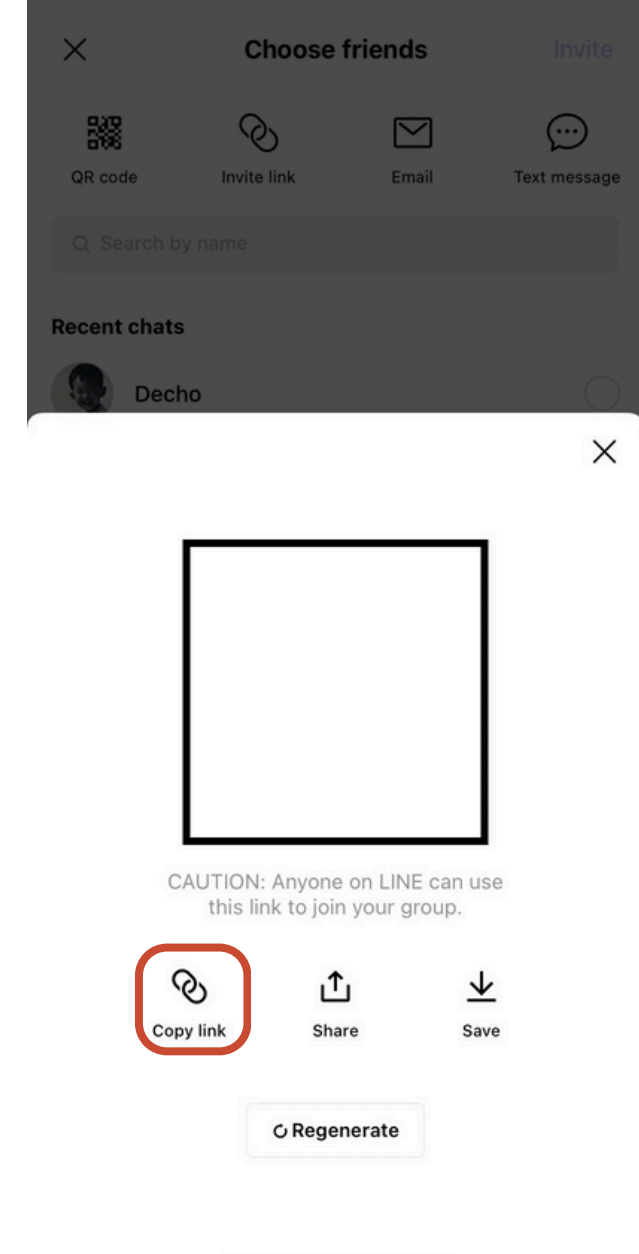 Choose friends
Invite
QR code
Invite link
Email
Text message
Search by name
Recent chats
Decho
CAUTION: Anyone on LINE can use
this link to join your group.
Copy link
Share
Save
Regenerate